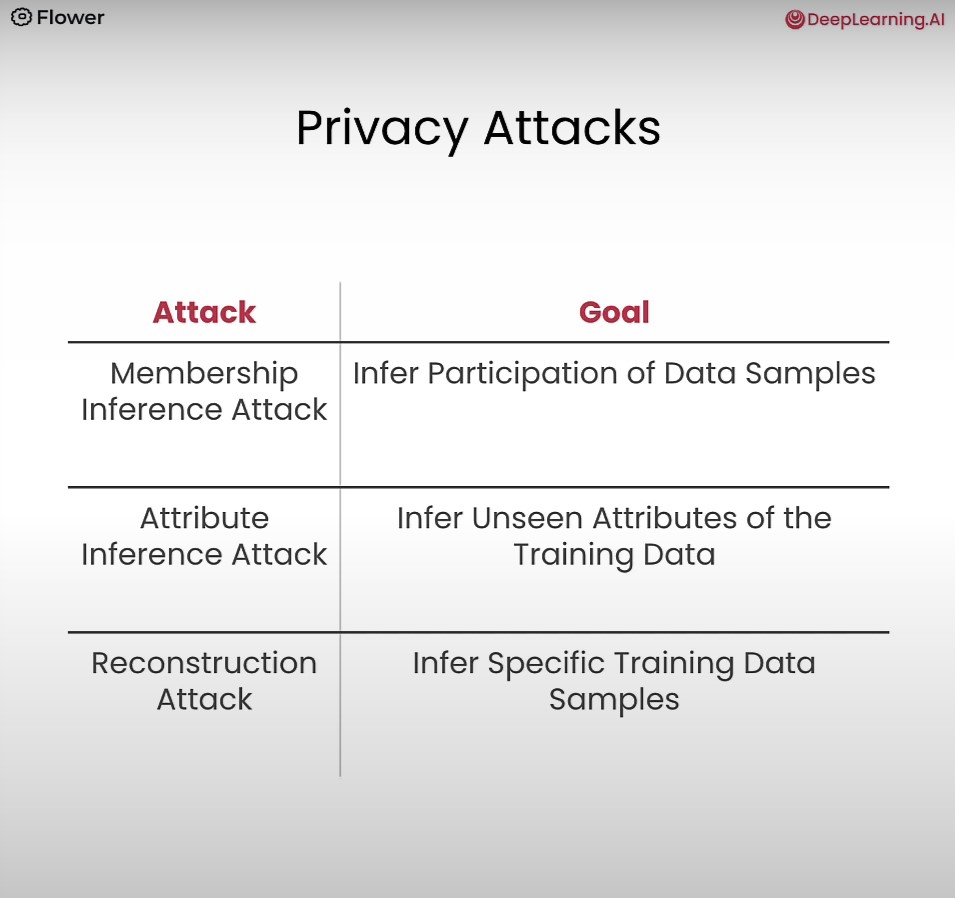 Flower
DeepLearning.AI
Privacy Attacks
Attack
Goal
Membership
Inference Attack
Infer Participation of Data Samples
Attribute
Inference Attack
Infer Unseen Attributes of the
Training Data
Reconstruction
Attack
Infer Specific Training Data
Samples